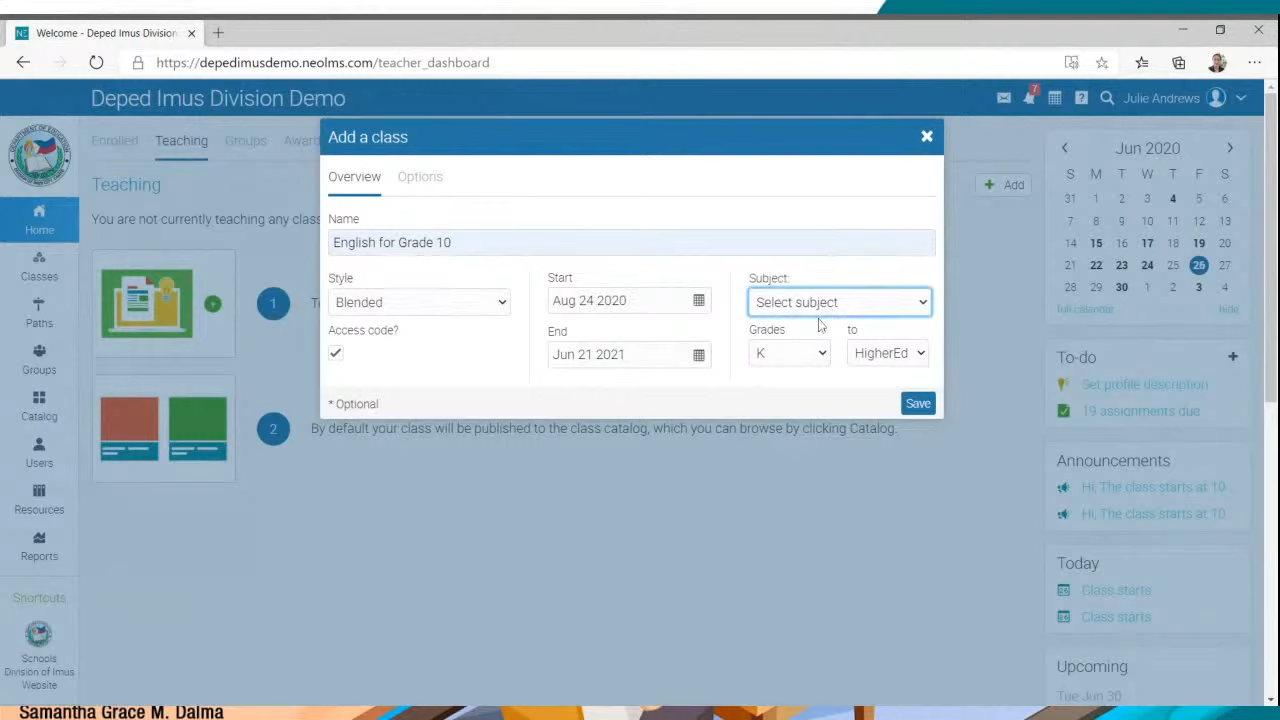 NE Welcome - Deped Imus Division
https://depedimusdemo.neolms.com/teacher_dashboard
Deped Imus Division Demo
7
Julie Andrews
Enrolled
Teaching
Groups
Award
Teaching
Add
You are not currently teaching any class
1
2
By default your class will be published to the class catalog, which you can browse by clicking Catalog.
Home
Classes
Paths
Groups
Catalog
Users
Resources
Reports
Shortcuts
Schools
Division of Imus
Website
Add a class
Overview
Options
Name
English for Grade 10
Style
Blended
Access code?
Start
Aug 24 2020
End
Jun 21 2021
Subject:
Select subject
Grades
to
K
HigherEd
* Optional
Save
Jun 2020
S M T W T F S
31 1 2 3 4 5 6
7 8 9 10 11 12 13
14 15 16 17 18 19 20
21 22 23 24 25 26 27
28 29 30 1 2 3 4
full calendar
hide
To-do
Set profile description
19 assignments due
Announcements
Hi, The class starts at 10
Hi, The class starts at 10
Today
Class starts
Class starts
Upcoming
Tue Jun 30
Samantha Grace M. Dalma